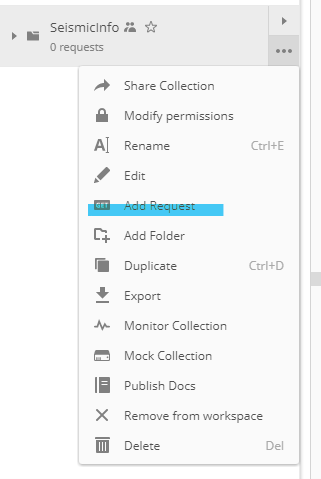 SeismicInfo
0 requests
Share Collection
Modify permissions
Rename Ctrl+E
Edit
GET Add Request
Add Folder
Duplicate Ctrl+D
Export
Monitor Collection
Mock Collection
Publish Docs
Remove from workspace
Delete Del